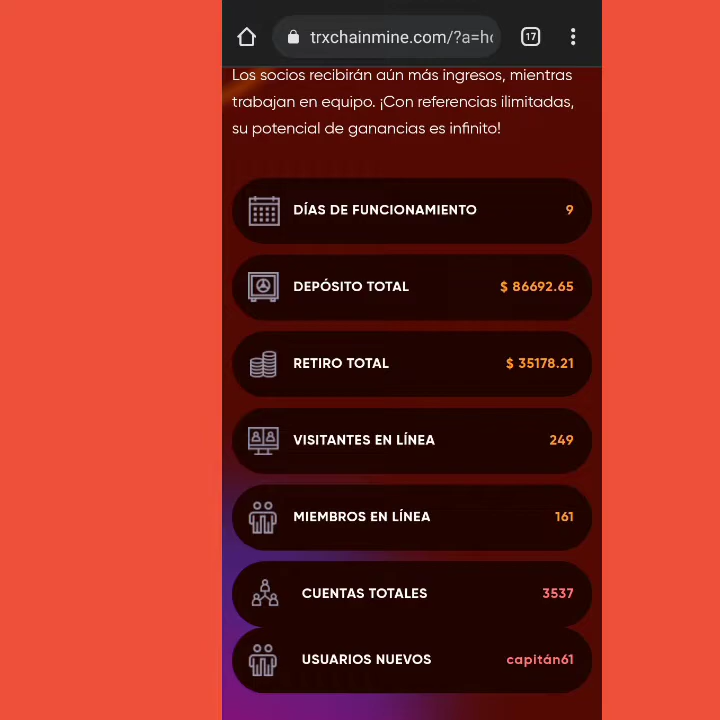 trxchainmine.com/?a=h
17
Los socios recibirán aún más ingresos, mientras
trabajan en equipo. ¡Con referencias ilimitadas,
su potencial de ganancias es infinito!
DÍAS DE FUNCIONAMIENTO 9
DEPÓSITO TOTAL $ 86692.65
RETIRO TOTAL $ 35178.21
VISITANTES EN LÍNEA 249
MIEMBROS EN LÍNEA 161
CUENTAS TOTALES 3537
USUARIOS NUEVOS capitán61